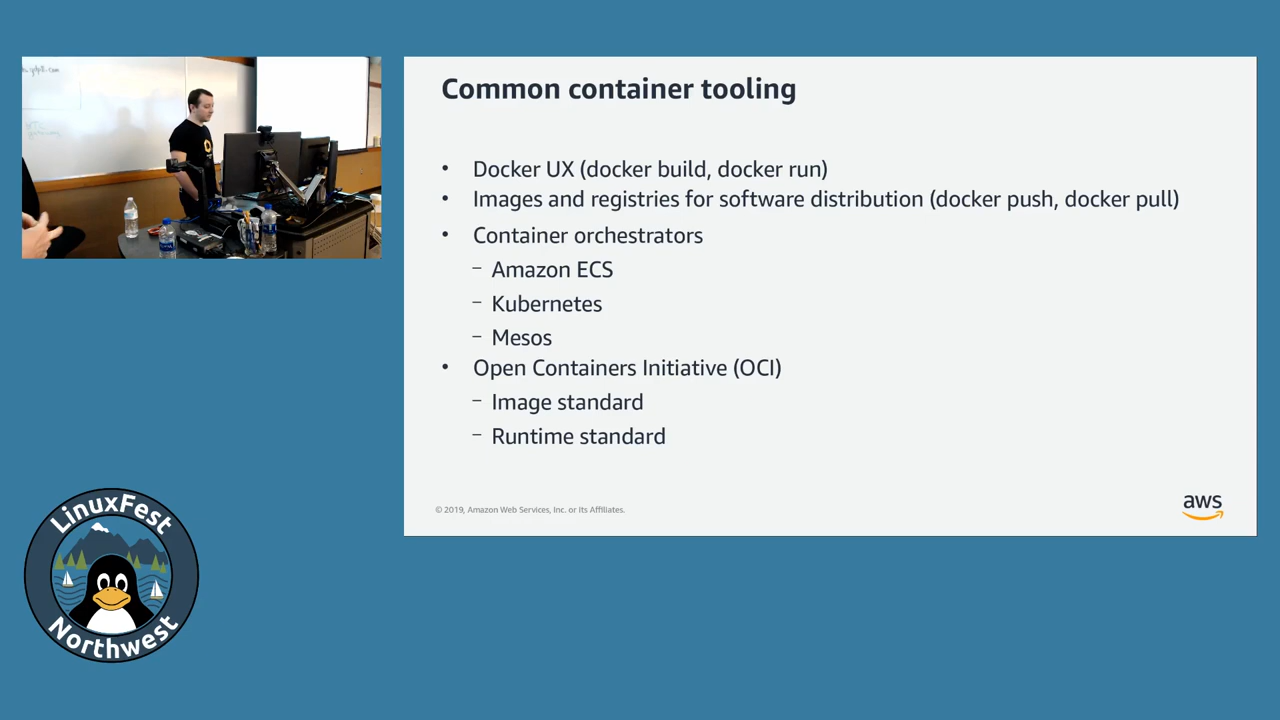 Common container tooling
• Docker UX (docker build, docker run)
• Images and registries for software distribution (docker push, docker pull)
• Container orchestrators
– Amazon ECS
– Kubernetes
– Mesos
• Open Containers Initiative (OCI)
– Image standard
– Runtime standard
© 2019, Amazon Web Services, Inc. or its Affiliates.
aws
LinuxFest
Northwest